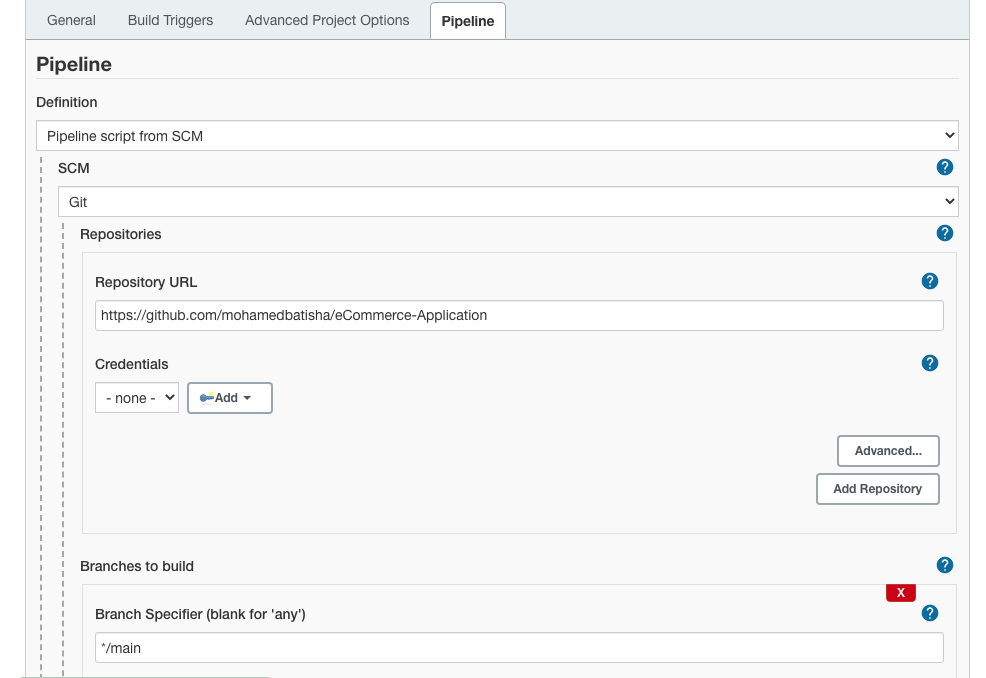 General Build Triggers Advanced Project Options Pipeline
Pipeline
Definition
Pipeline script from SCM
SCM ?
Git
Repositories ?
Repository URL ?
https://github.com/mohamedbatisha/eCommerce-Application
Credentials ?
- none - Add
Advanced...
Add Repository
Branches to build ?
X
Branch Specifier (blank for 'any') ?
*/main